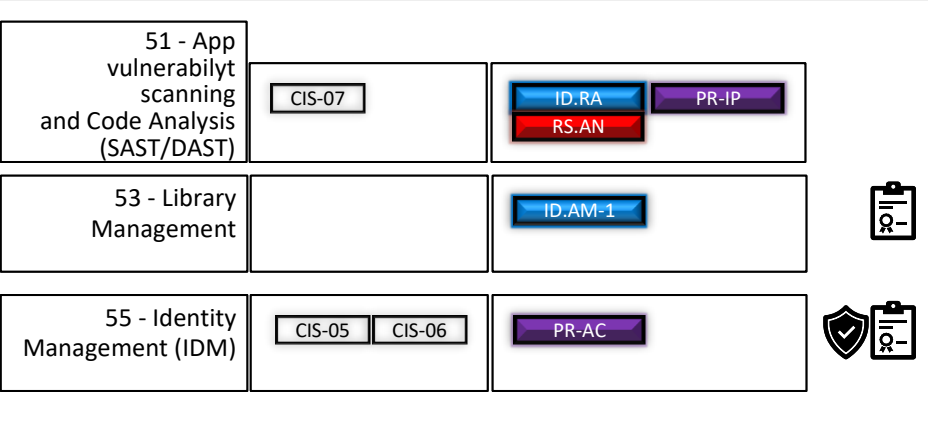 51 - App
vulnerabilyt
scanning
and Code Analysis
(SAST/DAST)
CIS-07
ID.RA
PR-IP
RS.AN
53 - Library
Management
ID.AM-1
55 - Identity
Management (IDM)
CIS-05
CIS-06
PR-AC